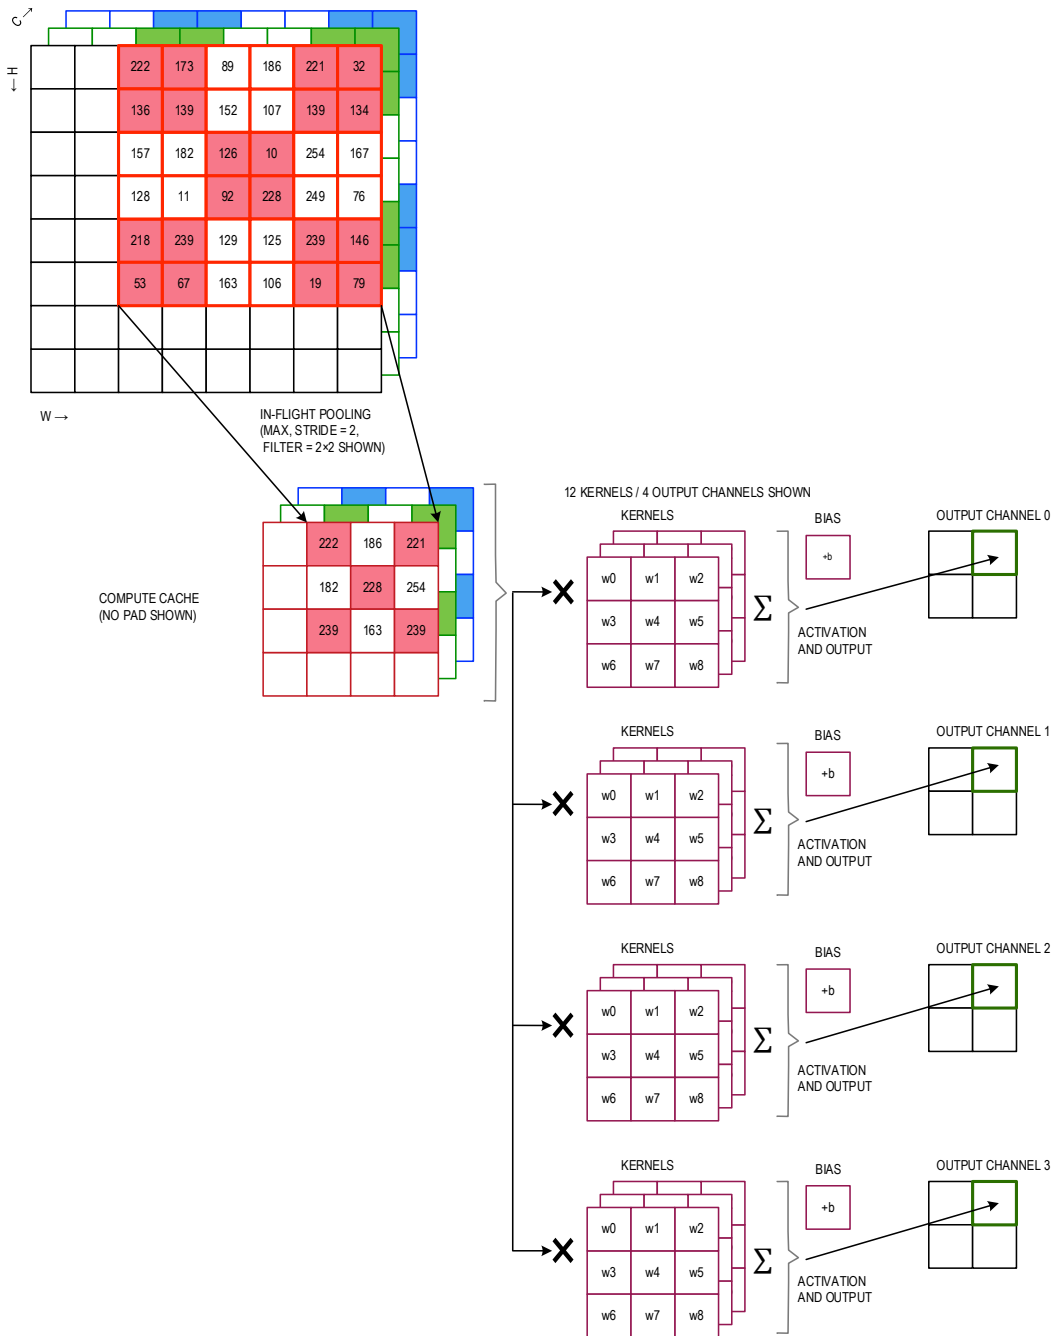 C
← H
222 173 89 186 221 32
136 139 152 107 139 134
157 182 126 10 254 167
128 11 92 228 249 76
218 239 129 125 239 146
53 67 163 106 19 79
W →
IN-FLIGHT POOLING
(MAX, STRIDE = 2,
FILTER = 2×2 SHOWN)
COMPUTE CACHE
(NO PAD SHOWN)
222 186 221
182 228 254
239 163 239
12 KERNELS / 4 OUTPUT CHANNELS SHOWN
KERNELS
w0 w1 w2
w3 w4 w5
w6 w7 w8
Σ
BIAS
+b
ACTIVATION
AND OUTPUT
OUTPUT CHANNEL 0
KERNELS
w0 w1 w2
w3 w4 w5
w6 w7 w8
Σ
BIAS
+b
ACTIVATION
AND OUTPUT
OUTPUT CHANNEL 1
KERNELS
w0 w1 w2
w3 w4 w5
w6 w7 w8
Σ
BIAS
+b
ACTIVATION
AND OUTPUT
OUTPUT CHANNEL 2
KERNELS
w0 w1 w2
w3 w4 w5
w6 w7 w8
Σ
BIAS
+b
ACTIVATION
AND OUTPUT
OUTPUT CHANNEL 3